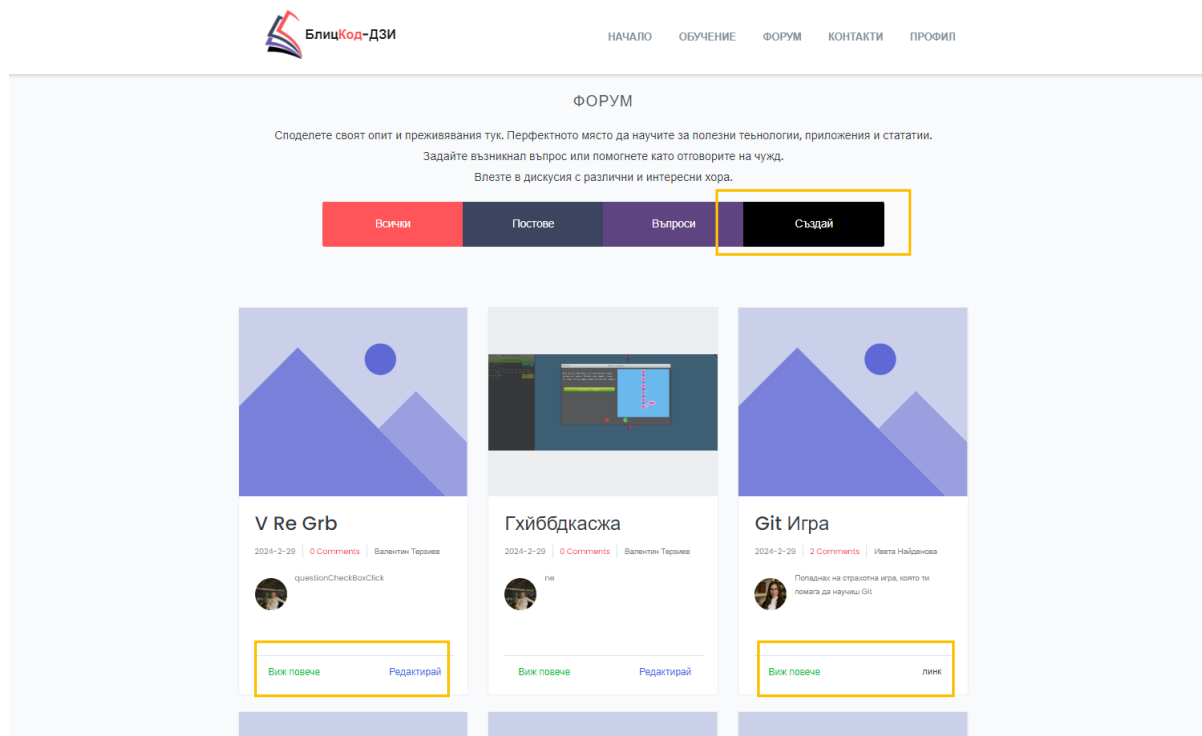 БлицКод-ДЗИ
НАЧАЛО ОБУЧЕНИЕ ФОРУМ КОНТАКТИ ПРОФИЛ
ФОРУМ
Споделете своят опит и преживявания тук. Перфектното място да научите за полезни теьнологии, приложения и стататии.
Задайте възникнал въпрос или помогнете като отговорите на чужд.
Влезте в дискусия с различни и интересни хора.
Всички Постове Въпроси Създай
V Re Grb
2024-2-29 0 Comments Валентин Терзиев
questionCheckBoxClick
Виж повече Редактирай
Гхйббдкасжа
2024-2-29 0 Comments Валентин Терзиев
ne
Виж повече Редактирай
Git Игра
2024-2-29 2 Comments Ивета Найденова
Попаднах на страхотна игра, която ти
помага да научиш Git
Виж повече линк